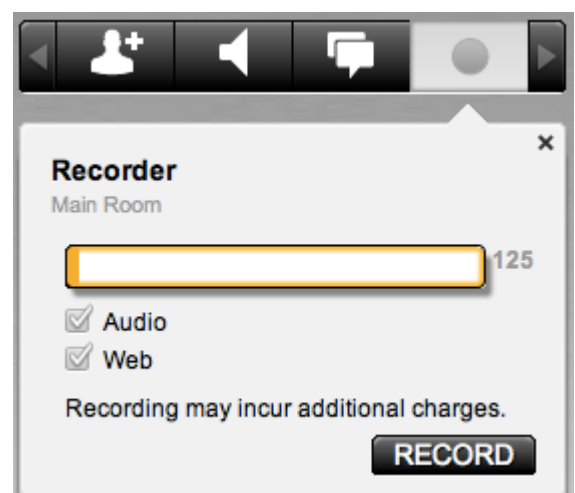 Recorder
Main Room
125
Audio
Web
Recording may incur additional charges.
RECORD